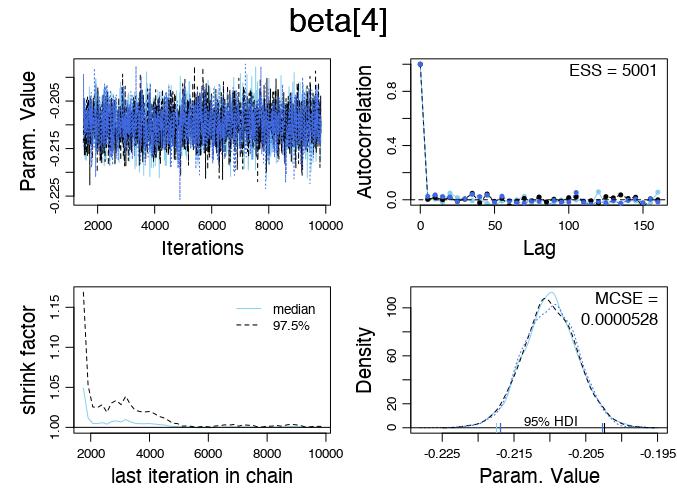 beta[4]
Param. Value
-0.225 -0.215 -0.205
2000 4000 6000 8000 10000
Iterations
Autocorrelation
0.0 0.4 0.8
ESS = 5001
0 50 100 150
Lag
shrink factor
1.00 1.05 1.10 1.15
median
97.5%
2000 4000 6000 8000 10000
last iteration in chain
Density
0 20 60 100
MCSE =
0.0000528
95% HDI
-0.225 -0.215 -0.205 -0.195
Param. Value